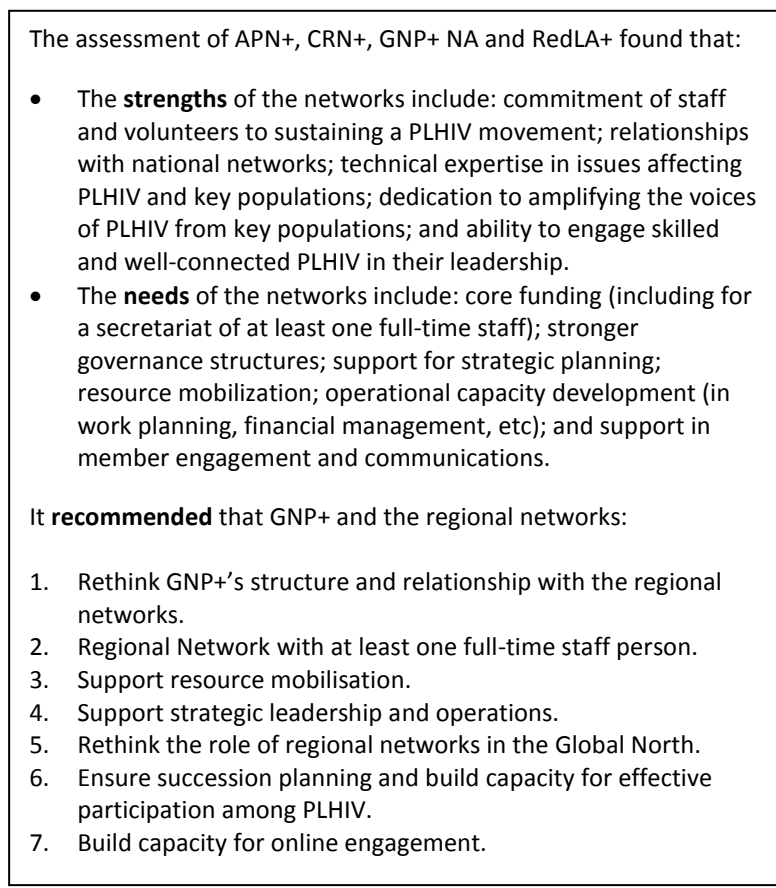 The assessment of APN+, CRN+, GNP+ NA and RedLA+ found that:
• The strengths of the networks include: commitment of staff
and volunteers to sustaining a PLHIV movement; relationships
with national networks; technical expertise in issues affecting
PLHIV and key populations; dedication to amplifying the voices
of PLHIV from key populations; and ability to engage skilled
and well-connected PLHIV in their leadership.
• The needs of the networks include: core funding (including for
a secretariat of at least one full-time staff); stronger
governance structures; support for strategic planning;
resource mobilization; operational capacity development (in
work planning, financial management, etc); and support in
member engagement and communications.
It recommended that GNP+ and the regional networks:
1. Rethink GNP+’s structure and relationship with the regional
networks.
2. Regional Network with at least one full-time staff person.
3. Support resource mobilisation.
4. Support strategic leadership and operations.
5. Rethink the role of regional networks in the Global North.
6. Ensure succession planning and build capacity for effective
participation among PLHIV.
7. Build capacity for online engagement.